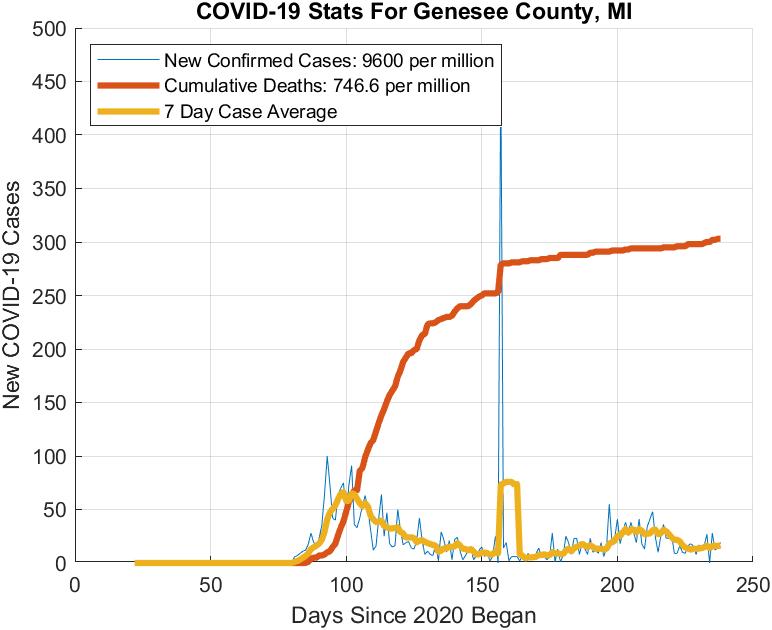 COVID-19 Stats For Genesee County, MI
500
450
400
350
300
250
200
150
100
50
0
New COVID-19 Cases
New Confirmed Cases: 9600 per million
Cumulative Deaths: 746.6 per million
7 Day Case Average
0 50 100 150 200 250
Days Since 2020 Began